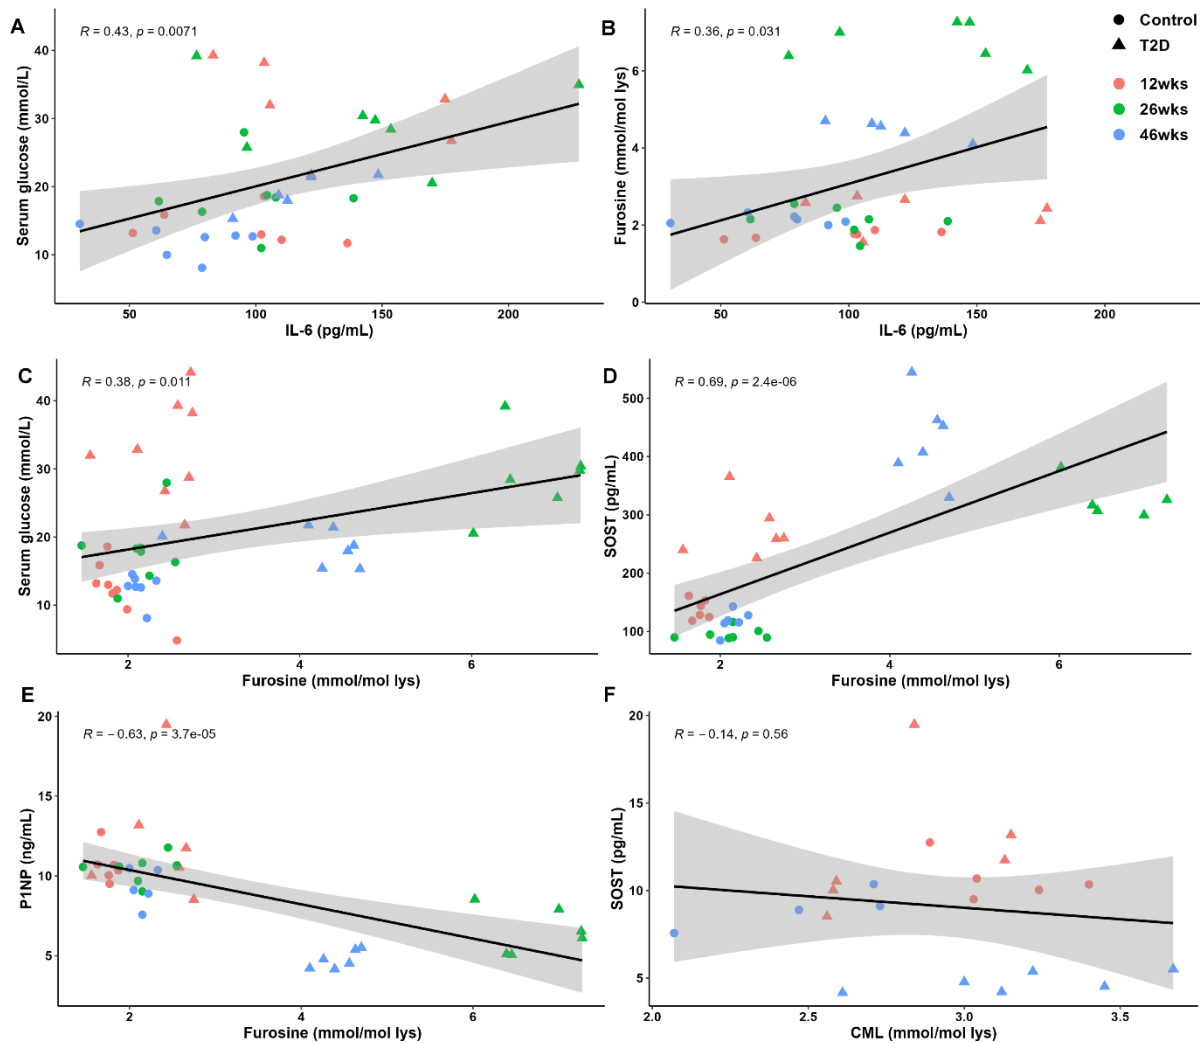 A
R = 0.43, p = 0.0071
Serum glucose (mmol/L)
40
30
20
10
50
100
150
200
IL-6 (pg/mL)
B
R = 0.36, p = 0.031
Furosine (mmol/mol lys)
6
4
2
0
50
100
150
200
IL-6 (pg/mL)
Control
T2D
12wks
26wks
46wks
C
R = 0.38, p = 0.011
Serum glucose (mmol/L)
40
30
20
10
2
4
6
Furosine (mmol/mol lys)
D
R = 0.69, p = 2.4e-06
SOST (pg/mL)
500
400
300
200
100
2
4
6
Furosine (mmol/mol lys)
E
R = − 0.63, p = 3.7e-05
P1NP (ng/mL)
20
15
10
5
2
4
6
Furosine (mmol/mol lys)
F
R = − 0.14, p = 0.56
SOST (pg/mL)
20
15
10
5
2.0
2.5
3.0
3.5
CML (mmol/mol lys)